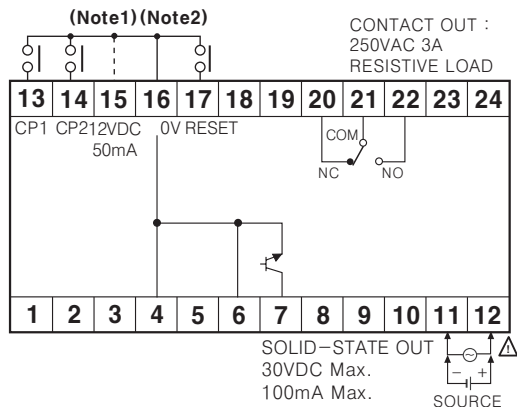 (Note1) (Note2)
CONTACT OUT :
250VAC 3A
RESISTIVE LOAD
13 14 15 16 17 18 19 20 21 22 23 24
CP1 CP2 12VDC 0V RESET
50mA
COM
NC NO
1 2 3 4 5 6 7 8 9 10 11 12
SOLID-STATE OUT
30VDC Max.
100mA Max.
- +
SOURCE